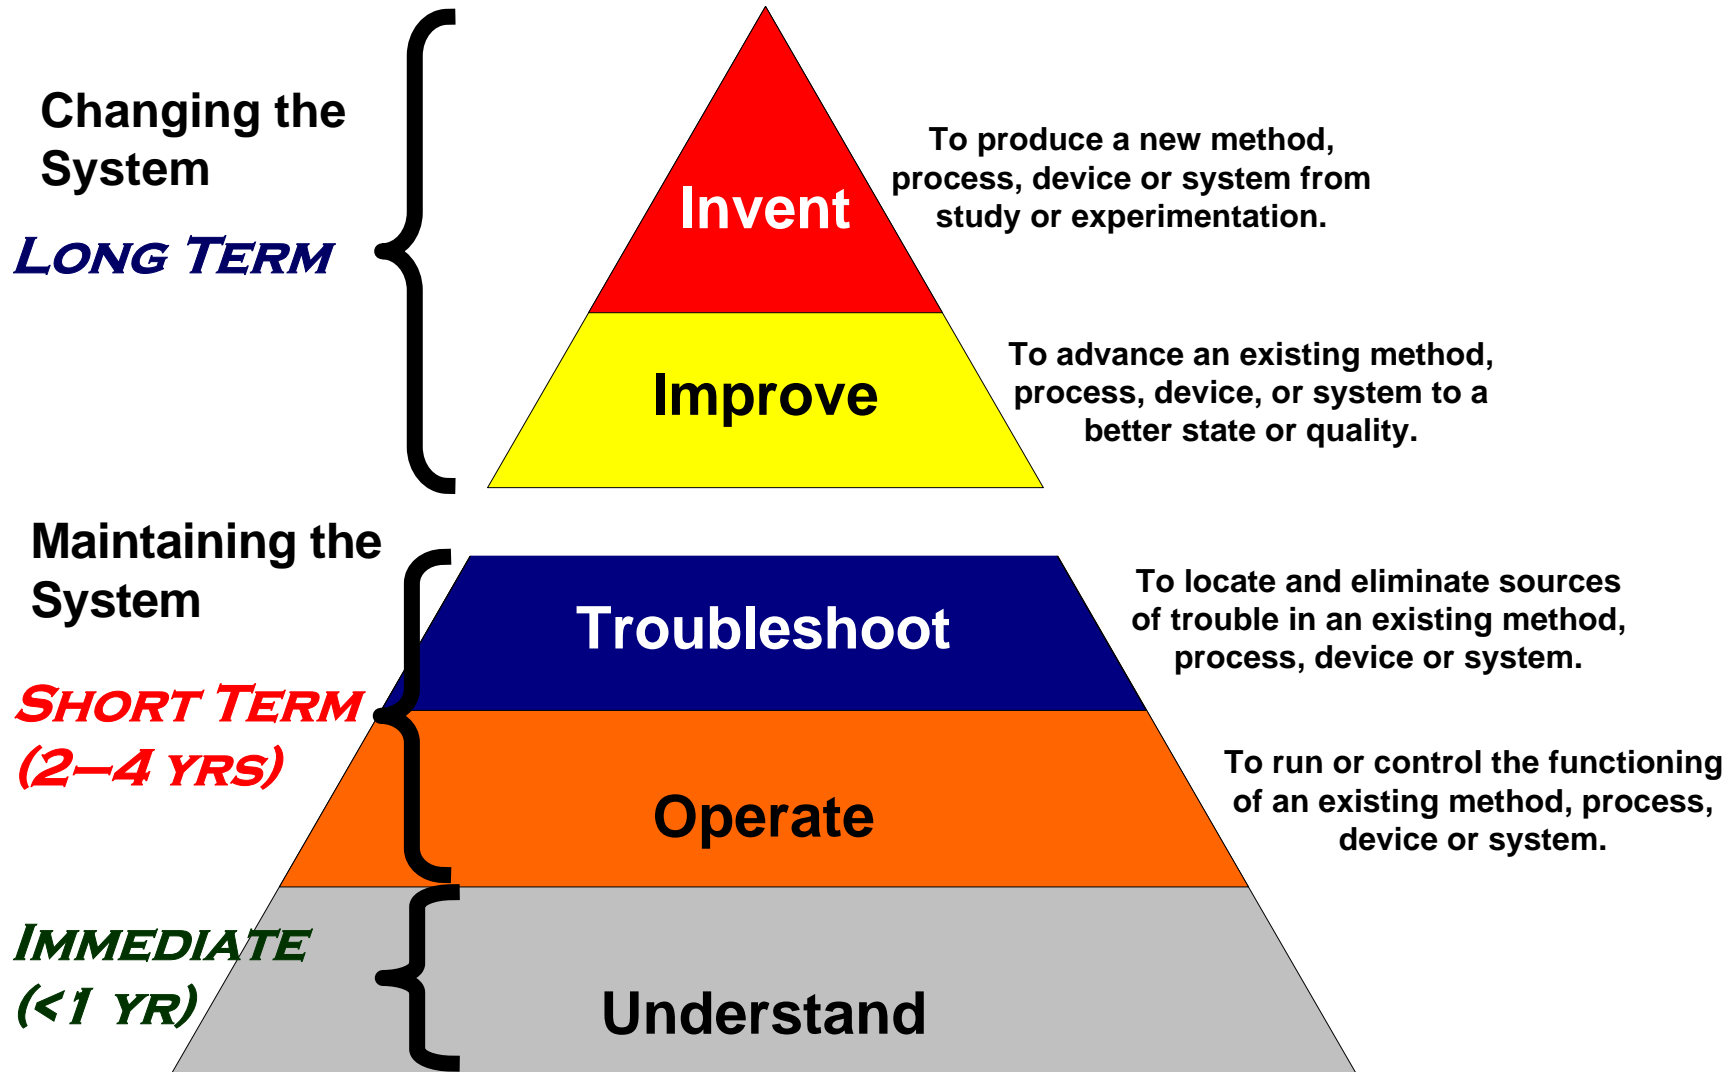 Changing the
System
LONG TERM
Invent
To produce a new method,
process, device or system from
study or experimentation.
Improve
To advance an existing method,
process, device, or system to a
better state or quality.
Maintaining the
System
SHORT TERM
(2–4 YRS)
Troubleshoot
To locate and eliminate sources
of trouble in an existing method,
process, device or system.
Operate
To run or control the functioning
of an existing method, process,
device or system.
IMMEDIATE
(<1 YR)
Understand